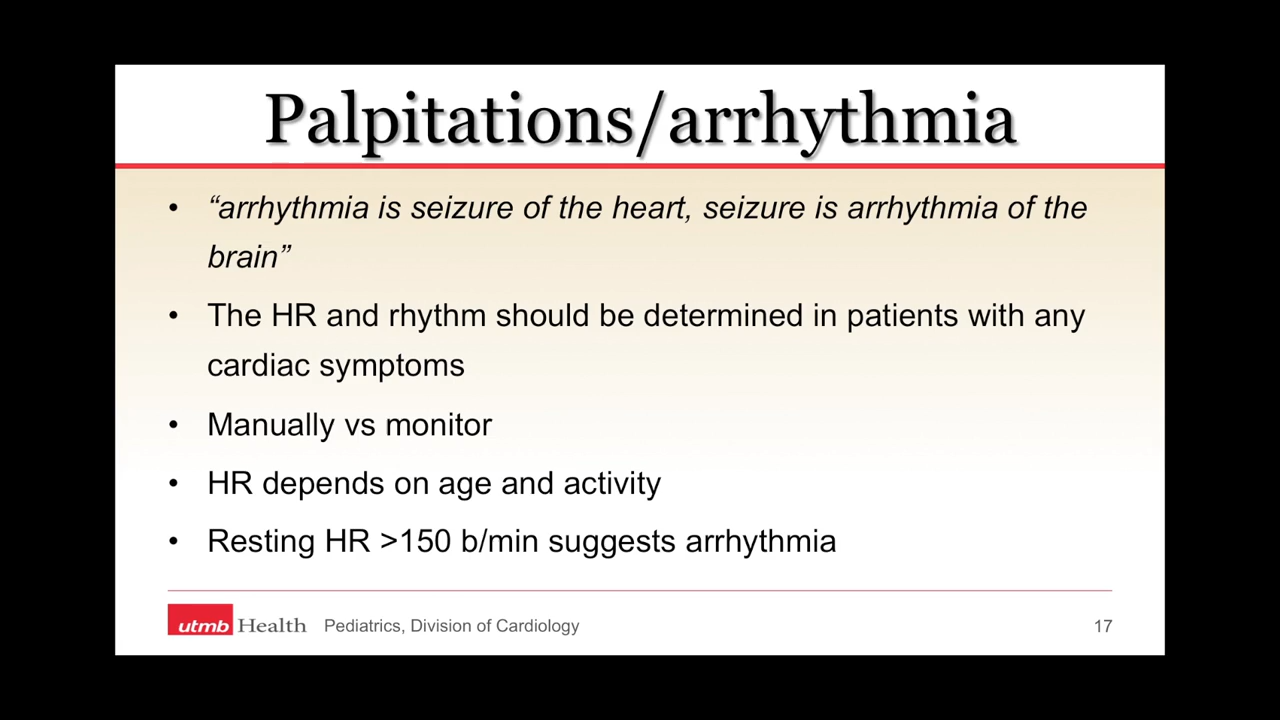 Palpitations/arrhythmia
• “arrhythmia is seizure of the heart, seizure is arrhythmia of the
brain”
• The HR and rhythm should be determined in patients with any
cardiac symptoms
• Manually vs monitor
• HR depends on age and activity
• Resting HR >150 b/min suggests arrhythmia
utmb Health Pediatrics, Division of Cardiology 17